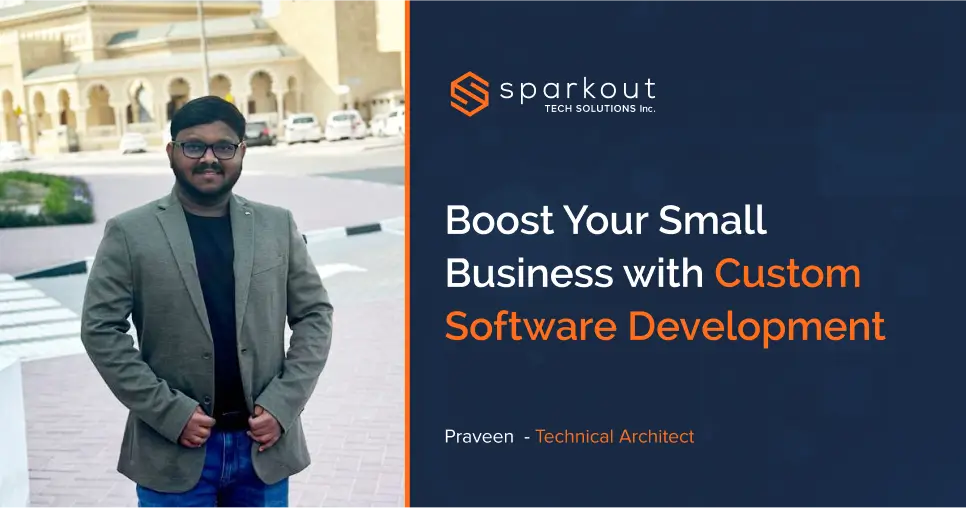 sparkout
TECH SOLUTIONS Inc.
Boost Your Small
Business with Custom
Software Development
Praveen - Technical Architect